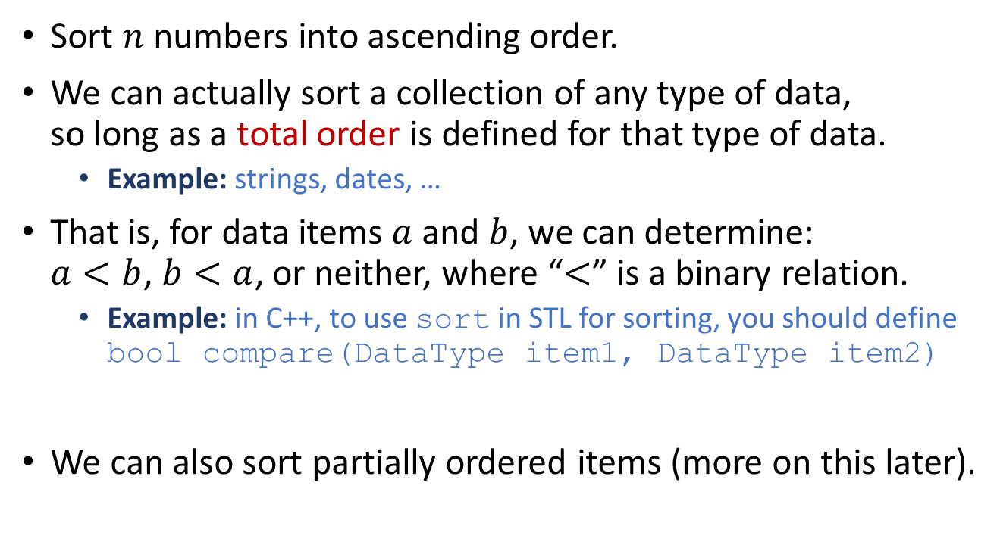 • Sort n numbers into ascending order.
• We can actually sort a collection of any type of data,
so long as a total order is defined for that type of data.
• Example: strings, dates, …
• That is, for data items a and b, we can determine:
a < b, b < a, or neither, where “<” is a binary relation.
• Example: in C++, to use sort in STL for sorting, you should define
bool compare(DataType item1, DataType item2)
• We can also sort partially ordered items (more on this later).